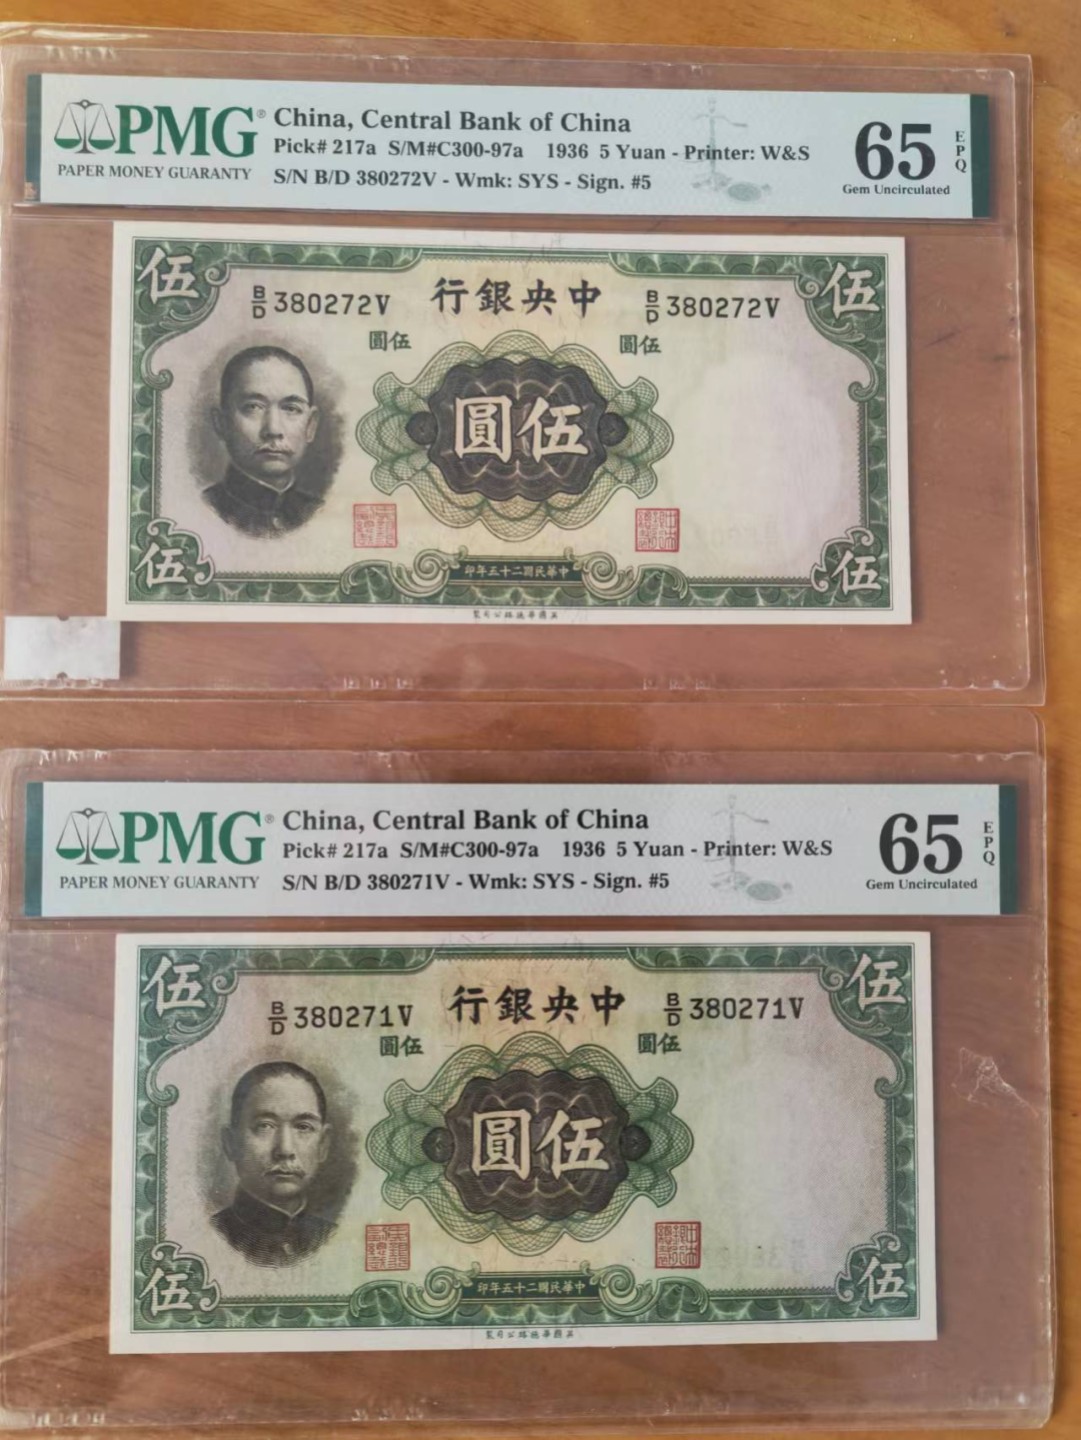 PMG®
PAPER MONEY GUARANTY
China, Central Bank of China
Pick# 217a S/M#C300-97a 1936 5 Yuan - Printer: W&S
S/N B/D 380272V - Wmk: SYS - Sign. #5
65 EPQ
Gem Uncirculated
伍 伍
B/D 380272V 行銀央中 B/D 380272V
圓伍 圓伍
圓伍
伍 印年五十二國民華中 伍
PMG®
PAPER MONEY GUARANTY
China, Central Bank of China
Pick# 217a S/M#C300-97a 1936 5 Yuan - Printer: W&S
S/N B/D 380271V - Wmk: SYS - Sign. #5
65 EPQ
Gem Uncirculated
伍 伍
B/D 380271V 行銀央中 B/D 380271V
圓伍 圓伍
圓伍
伍 印年五十二國民華中 伍